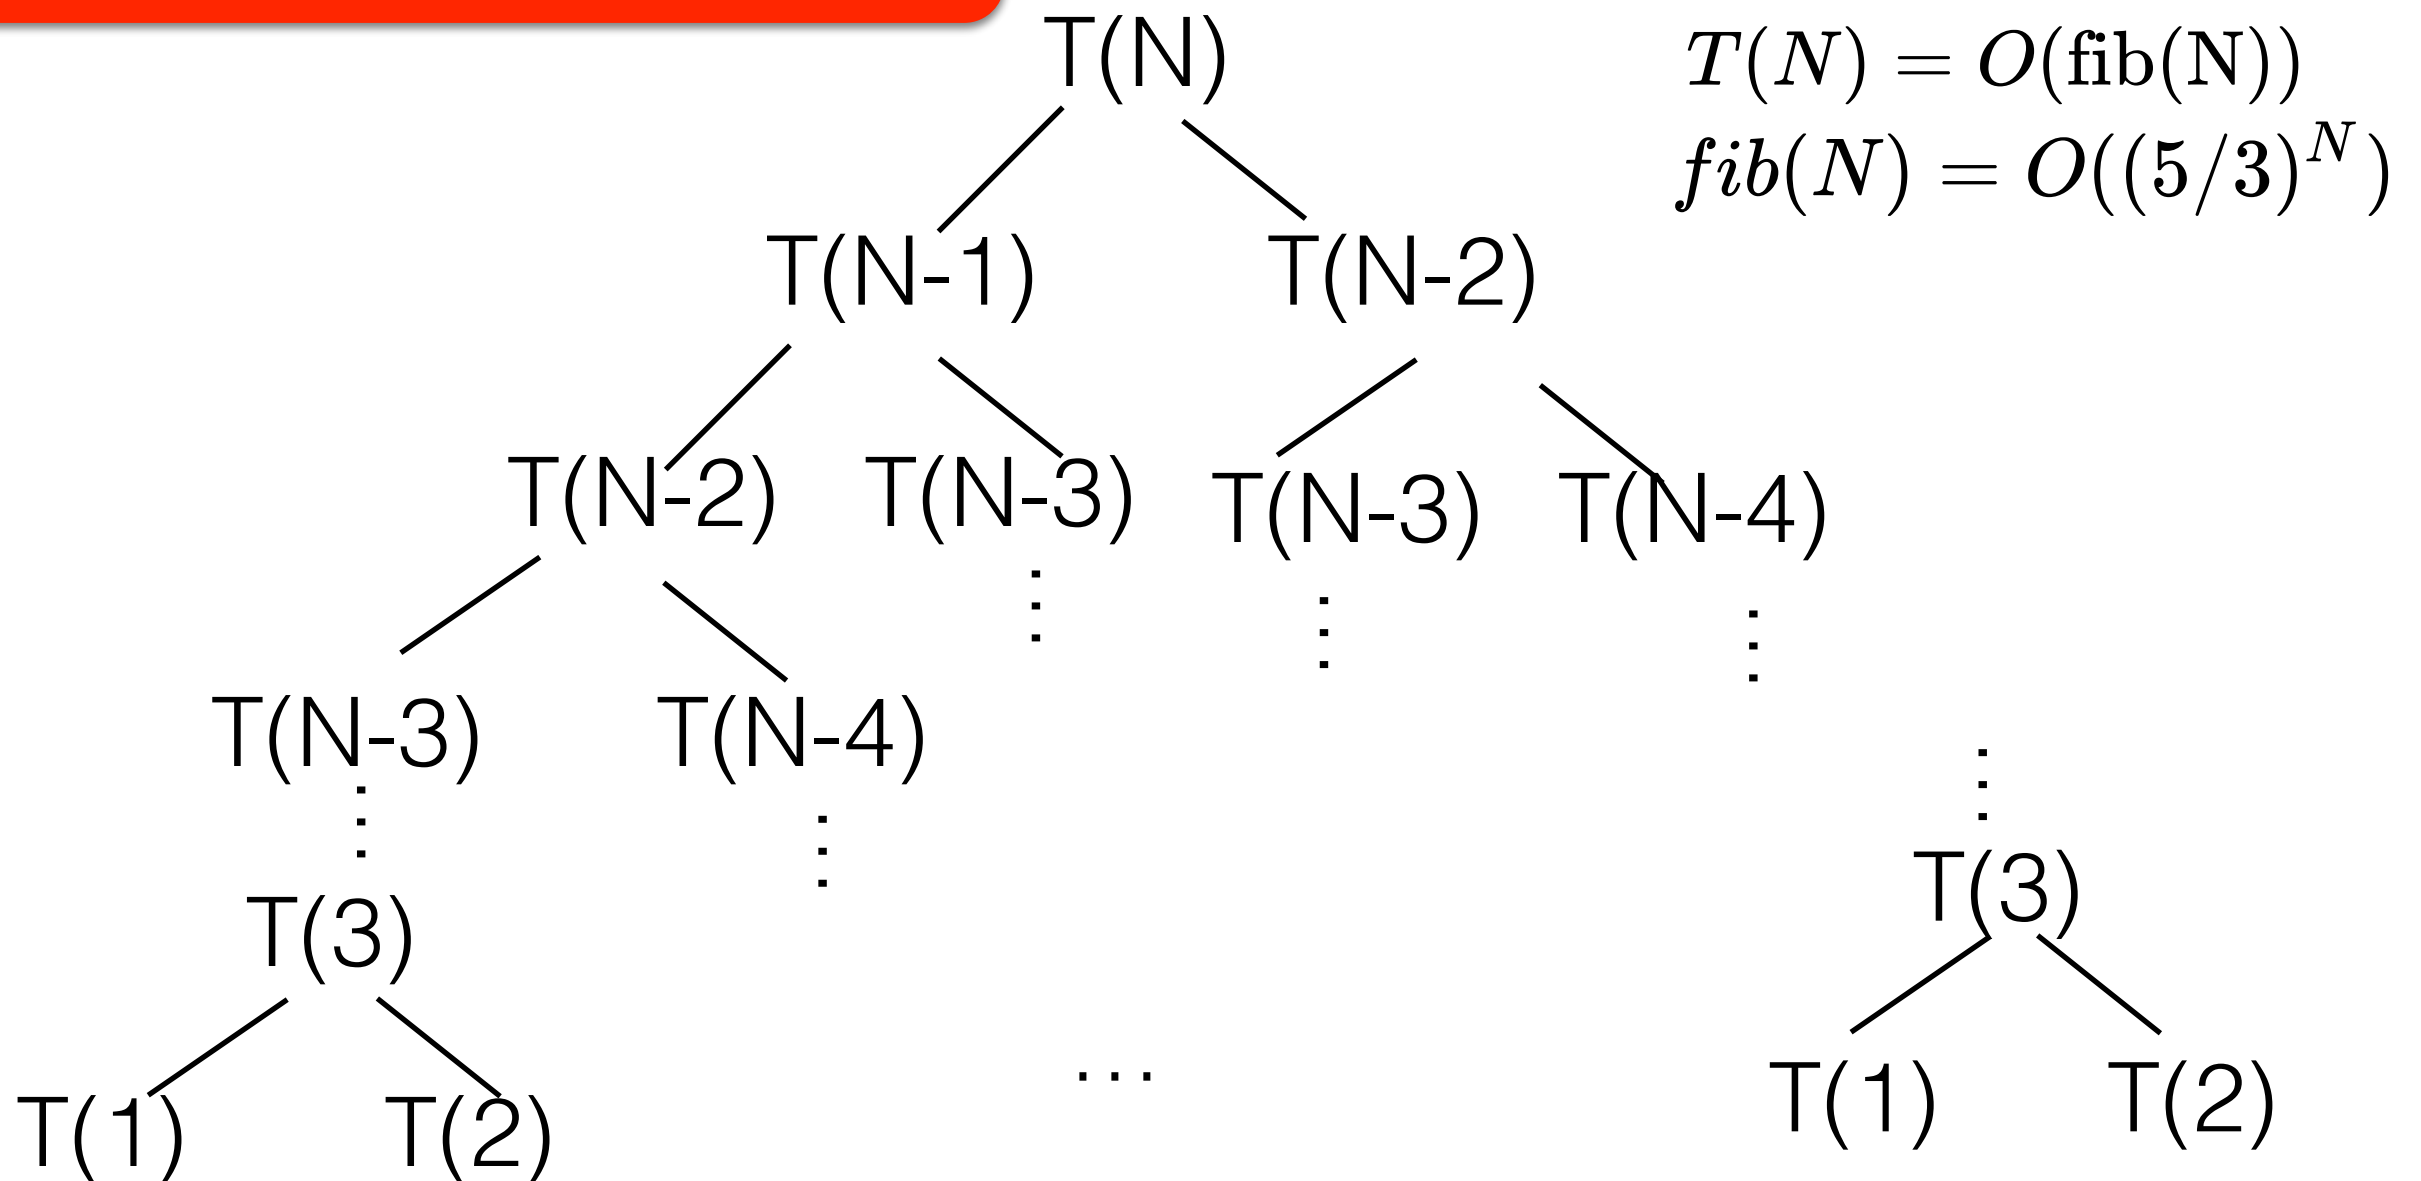 T(N)
T(N) = O(fib(N))
fib(N) = O((5/3)^N)
T(N-1) T(N-2)
T(N-2) T(N-3) T(N-3) T(N-4)
⋮ ⋮ ⋮
T(N-3) T(N-4)
⋮ ⋮ ⋮
T(3) T(3)
...
T(1) T(2) T(1) T(2)